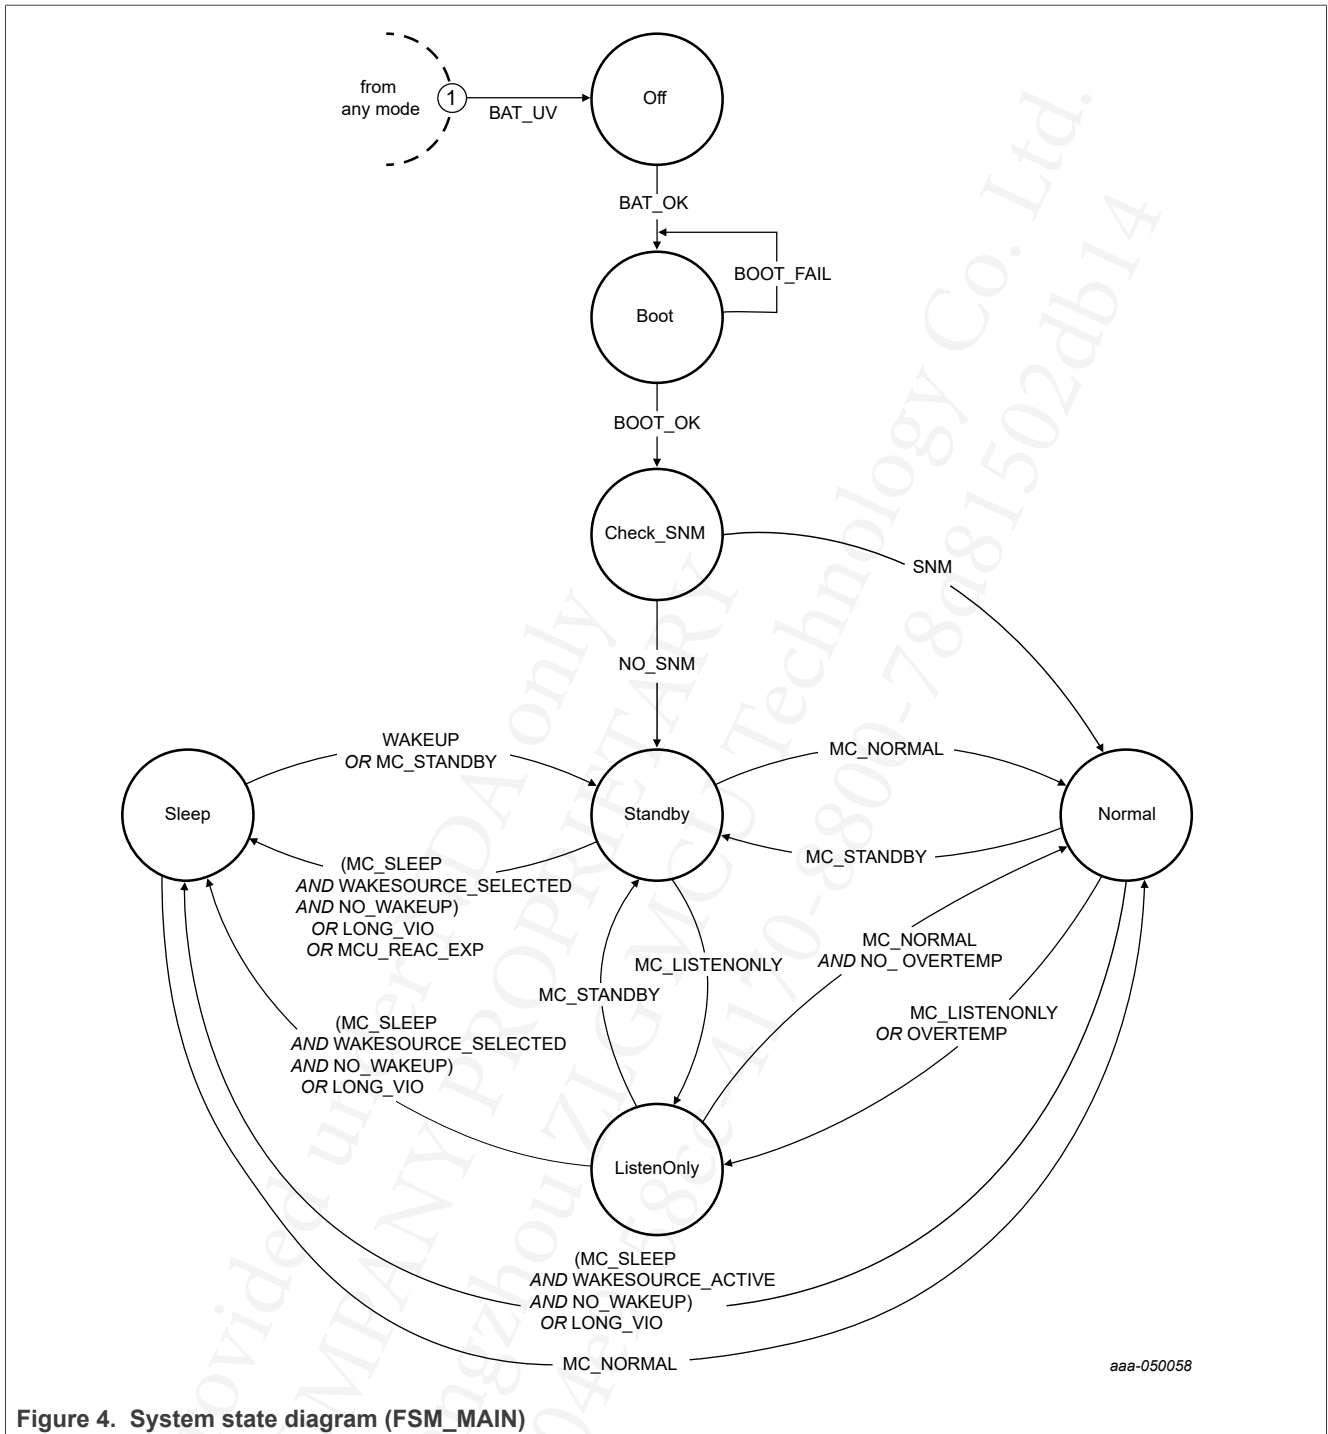 from
any mode
1
BAT_UV
Off
BAT_OK
BOOT_FAIL
Boot
BOOT_OK
Check_SNM
SNM
NO_SNM
WAKEUP
OR MC_STANDBY
MC_NORMAL
Sleep
Standby
Normal
MC_STANDBY
(MC_SLEEP
AND WAKESOURCE_SELECTED
AND NO_WAKEUP)
OR LONG_VIO
OR MCU_REAC_EXP
MC_NORMAL
AND NO_ OVERTEMP
MC_LISTENONLY
MC_STANDBY
MC_LISTENONLY
OR OVERTEMP
(MC_SLEEP
AND WAKESOURCE_SELECTED
AND NO_WAKEUP)
OR LONG_VIO
ListenOnly
(MC_SLEEP
AND WAKESOURCE_ACTIVE
AND NO_WAKEUP)
OR LONG_VIO
MC_NORMAL
aaa-050058
Figure 4. System state diagram (FSM_MAIN)